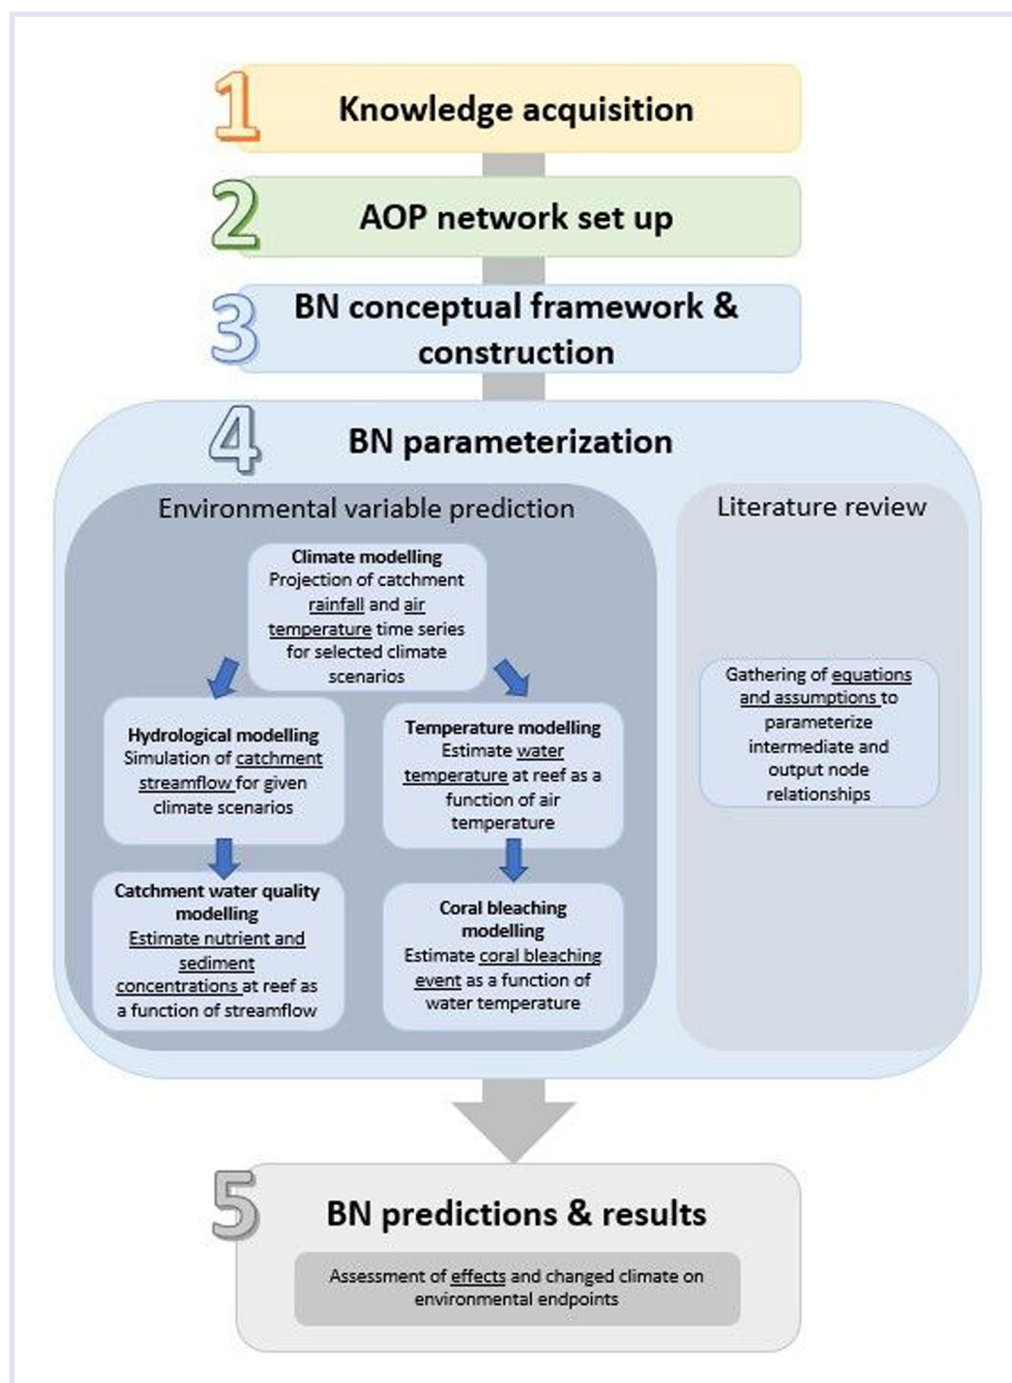 1
Knowledge acquisition
2
AOP network set up
3
BN conceptual framework &
construction
4
BN parameterization
Environmental variable prediction
Climate modelling
Projection of catchment
rainfall and air
temperature time series
for selected climate
scenarios
Hydrological modelling
Simulation of catchment
streamflow for given
climate scenarios
Temperature modelling
Estimate water
temperature at reef as a
function of air
temperature
Catchment water quality
modelling
Estimate nutrient and
sediment
concentrations at reef as
a function of streamflow
Coral bleaching
modelling
Estimate coral bleaching
event as a function of
water temperature
Literature review
Gathering of equations
and assumptions to
parameterize
intermediate and
output node
relationships
5
BN predictions & results
Assessment of effects and changed climate on
environmental endpoints